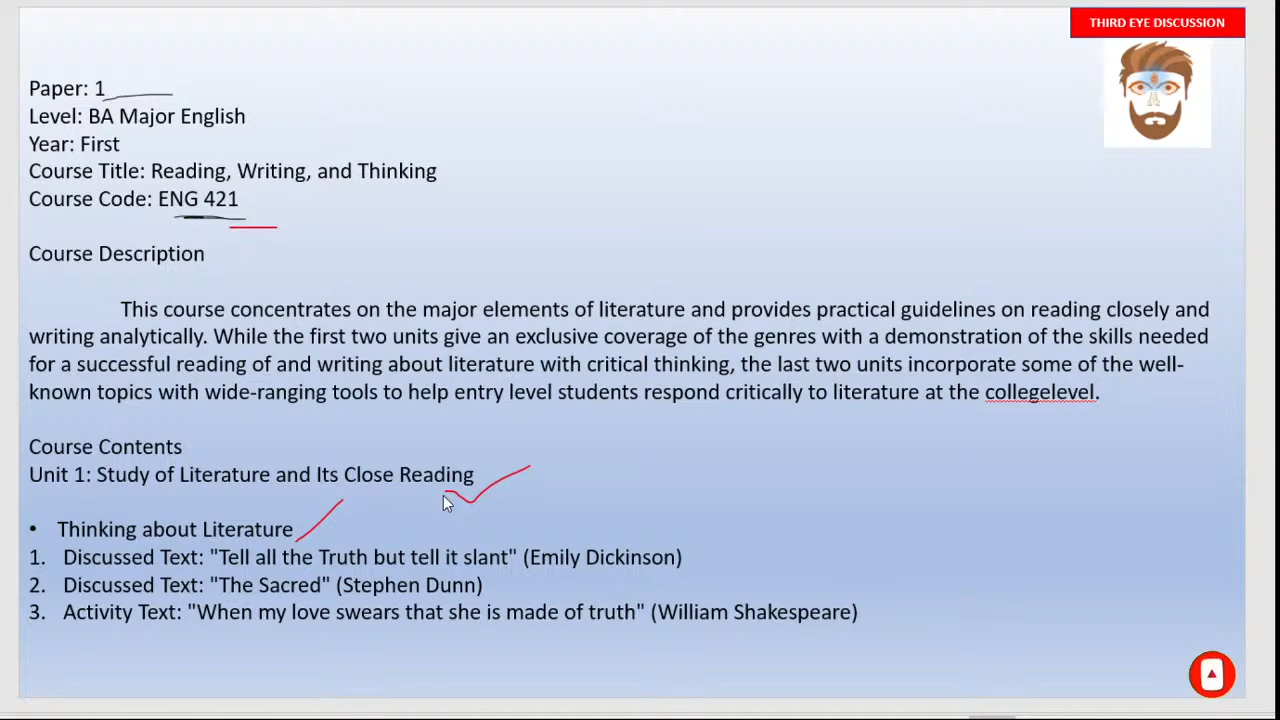 THIRD EYE DISCUSSION
Paper: 1
Level: BA Major English
Year: First
Course Title: Reading, Writing, and Thinking
Course Code: ENG 421
Course Description
This course concentrates on the major elements of literature and provides practical guidelines on reading closely and
writing analytically. While the first two units give an exclusive coverage of the genres with a demonstration of the skills needed
for a successful reading of and writing about literature with critical thinking, the last two units incorporate some of the well-
known topics with wide-ranging tools to help entry level students respond critically to literature at the collegelevel.
Course Contents
Unit 1: Study of Literature and Its Close Reading
• Thinking about Literature
1. Discussed Text: "Tell all the Truth but tell it slant" (Emily Dickinson)
2. Discussed Text: "The Sacred" (Stephen Dunn)
3. Activity Text: "When my love swears that she is made of truth" (William Shakespeare)